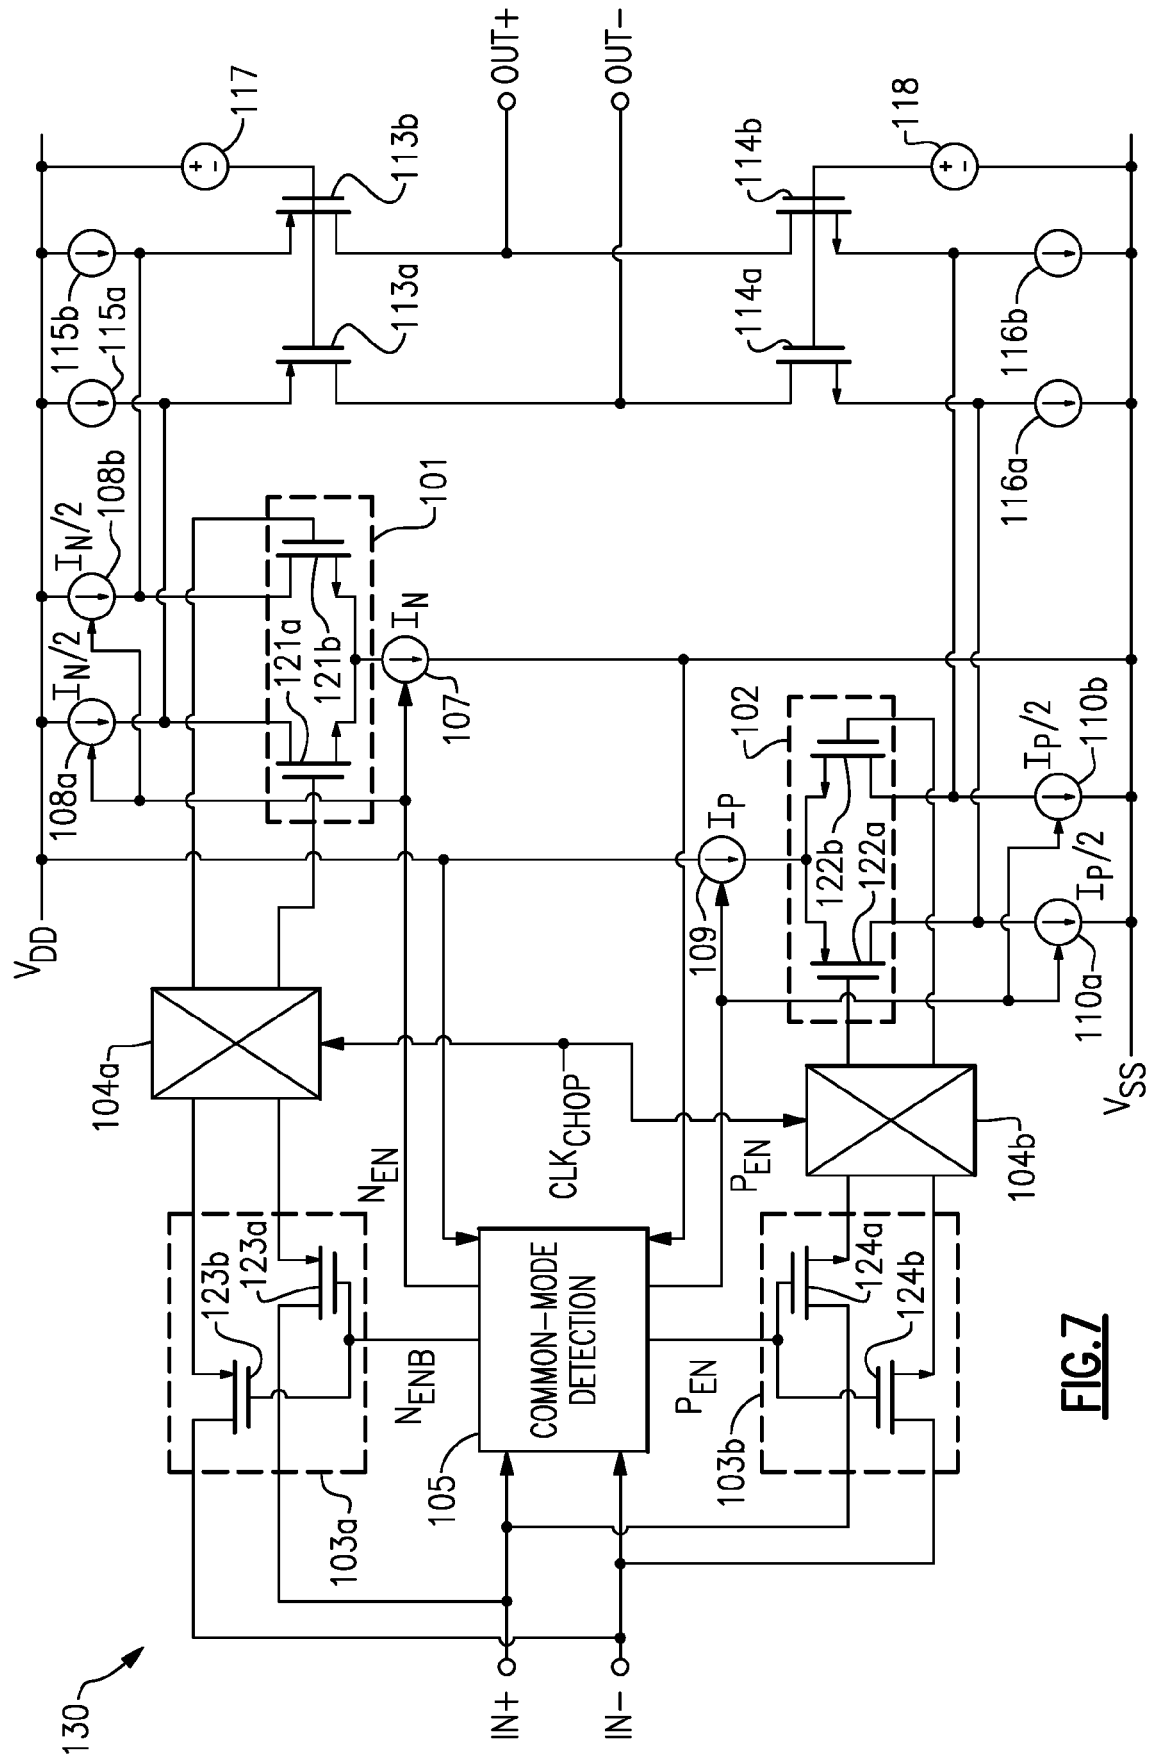 130
IN+
IN-
103a
123b
123a
105
COMMON-MODE
DETECTION
NENB
PEN
103b
124a
124b
NEN
CLKCHOP
PEN
104a
104b
VDD
VSS
108a
IN/2
IN/2
108b
121a
121b
101
IN
107
109
IP
102
122b
122a
110a
IP/2
IP/2
110b
115b
115a
113a
113b
117
OUT+
OUT-
114a
114b
118
116a
116b
FIG.7